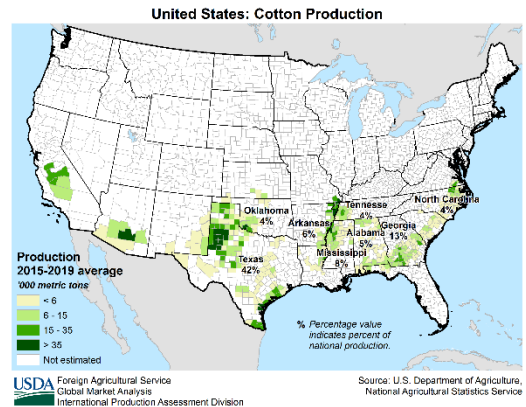 United States: Cotton Production
Oklahoma
4%
Tennesse
4%
North Carolina
4%
Arkansas
6%
Alabama
5%
Georgia
13%
Mississippi
8%
Texas
42%
Production
2015-2019 average
'000 metric tons
< 6
6 - 15
15 - 35
> 35
Not estimated
% Percentage value
indicates percent of
national production.
USDA Foreign Agricultural Service
Global Market Analysis
International Production Assessment Division
Source: U.S. Department of Agriculture,
National Agricultural Statistics Service